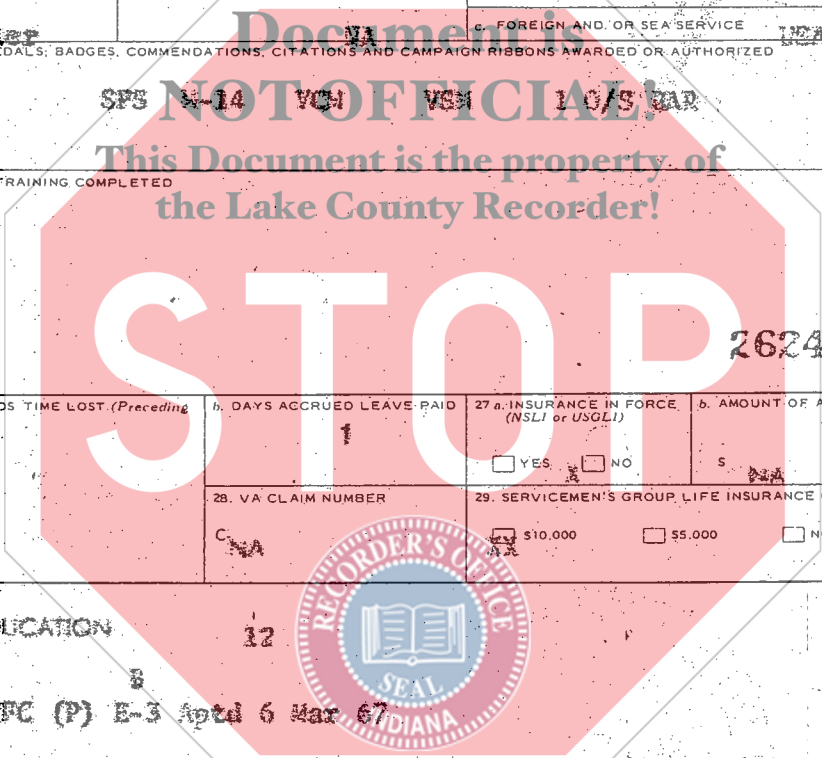 c. FOREIGN AND/OR SEA SERVICE
NA
Document is
DALS, BADGES, COMMENDATIONS, CITATIONS AND CAMPAIGN RIBBONS AWARDED OR AUTHORIZED
SPS M-14 VCM VSM 1 O/S BAR
NOT OFFICIAL!
This Document is the property of
TRAINING COMPLETED
the Lake County Recorder!
STOP
2624
TIME LOST (Preceding
b. DAYS ACCRUED LEAVE PAID
27 a. INSURANCE IN FORCE
(NSLI or USGLI)
b. AMOUNT OF A
YES X NO
$ NA
28. VA CLAIM NUMBER
C NA
29. SERVICEMEN'S GROUP LIFE INSURANCE
XX $10,000 $5,000
RECORDER'S OFFICE
UCATION 12
SEAL
FC (P) E-3 Aptd 6 Mar 67
INDIANA